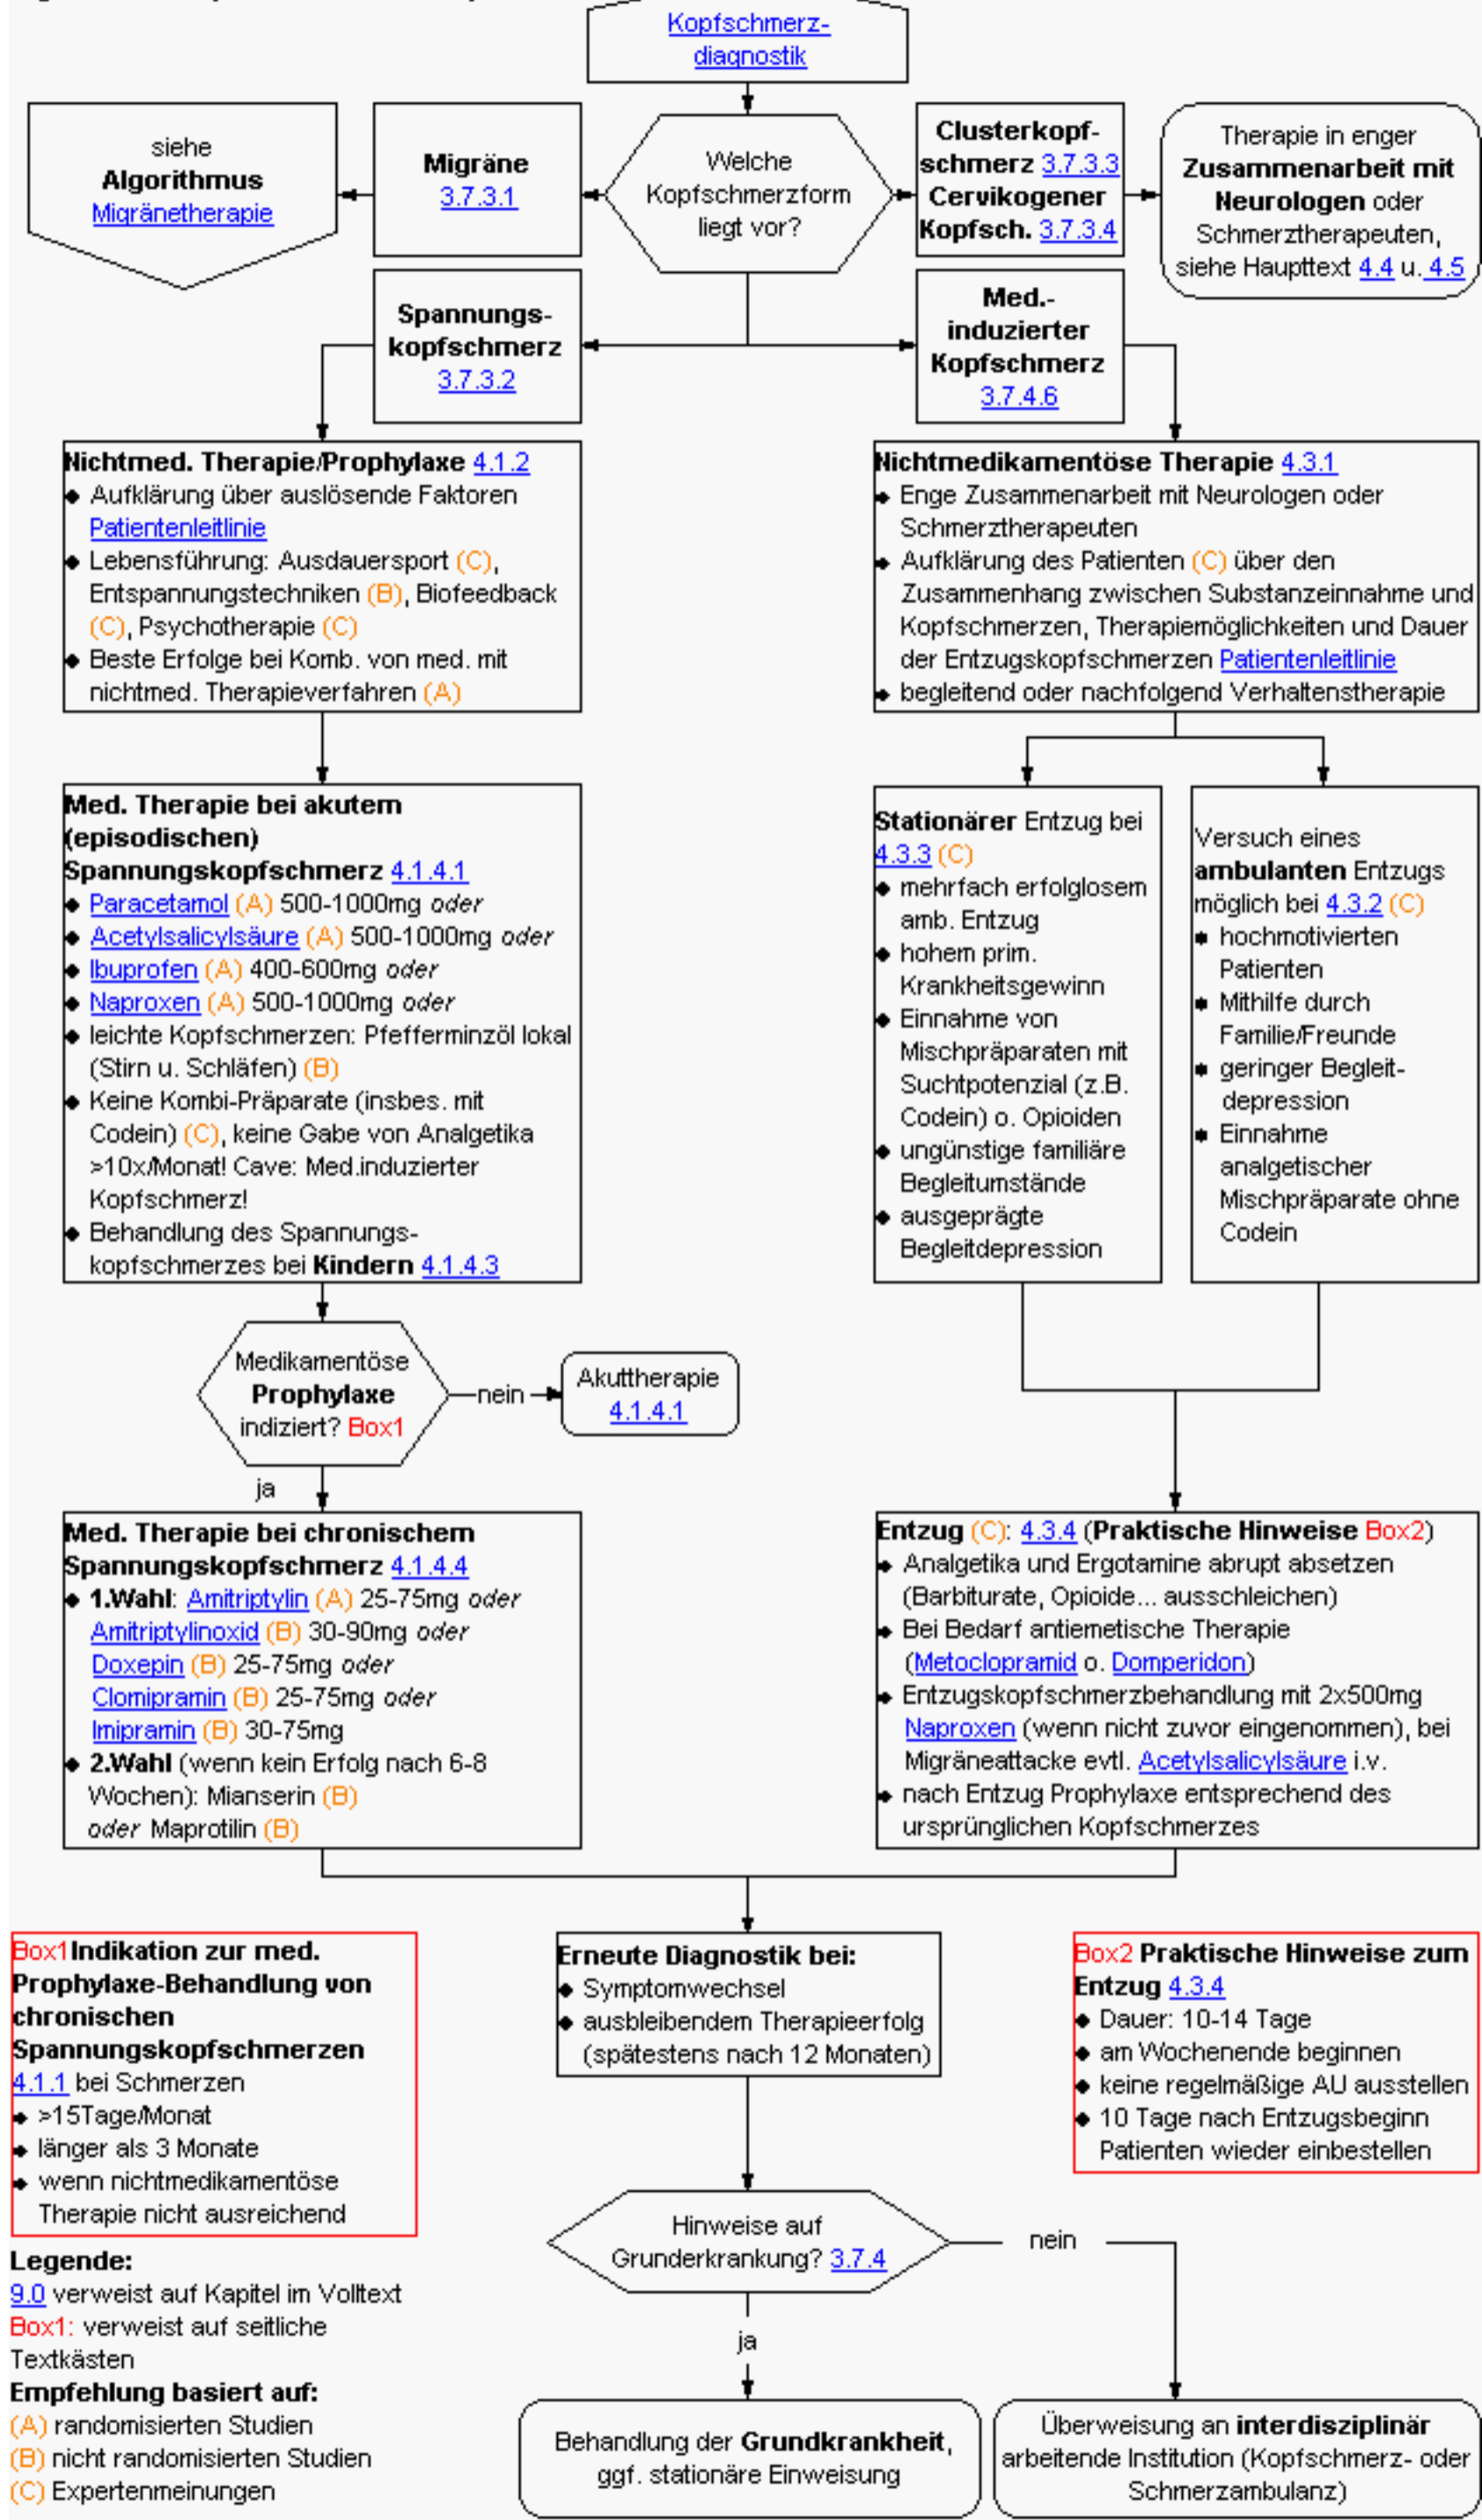 Kopfschmerz-
diagnostik
siehe
Algorithmus
Migränetherapie
Migräne
3.7.3.1
Welche
Kopfschmerzform
liegt vor?
Clusterkopf-
schmerz 3.7.3.3
Cervikogener
Kopfsch. 3.7.3.4
Therapie in enger
Zusammenarbeit mit
Neurologen oder
Schmerztherapeuten,
siehe Haupttext 4.4 u. 4.5
Spannungs-
kopfschmerz
3.7.3.2
Med.-
induzierter
Kopfschmerz
3.7.4.6
Nichtmed. Therapie/Prophylaxe 4.1.2
◆ Aufklärung über auslösende Faktoren
Patientenleitlinie
◆ Lebensführung: Ausdauersport (C),
Entspannungstechniken (B), Biofeedback
(C), Psychotherapie (C)
◆ Beste Erfolge bei Komb. von med. mit
nichtmed. Therapieverfahren (A)
Nichtmedikamentöse Therapie 4.3.1
◆ Enge Zusammenarbeit mit Neurologen oder
Schmerztherapeuten
◆ Aufklärung des Patienten (C) über den
Zusammenhang zwischen Substanzeinnahme und
Kopfschmerzen, Therapiemöglichkeiten und Dauer
der Entzugskopfschmerzen Patientenleitlinie
◆ begleitend oder nachfolgend Verhaltenstherapie
Med. Therapie bei akutem
(episodischen)
Spannungskopfschmerz 4.1.4.1
◆ Paracetamol (A) 500-1000mg oder
◆ Acetylsalicylsäure (A) 500-1000mg oder
◆ Ibuprofen (A) 400-600mg oder
◆ Naproxen (A) 500-1000mg oder
◆ leichte Kopfschmerzen: Pfefferminzöl lokal
(Stirn u. Schläfen) (B)
◆ Keine Kombi-Präparate (insbes. mit
Codein) (C), keine Gabe von Analgetika
>10x/Monat! Cave: Med.induzierter
Kopfschmerz!
◆ Behandlung des Spannungs-
kopfschmerzes bei Kindern 4.1.4.3
Stationärer Entzug bei
4.3.3 (C)
◆ mehrfach erfolglosem
amb. Entzug
◆ hohem prim.
Krankheitsgewinn
◆ Einnahme von
Mischpräparaten mit
Suchtpotenzial (z.B.
Codein) o. Opioiden
◆ ungünstige familiäre
Begleitumstände
◆ ausgeprägte
Begleitdepression
Versuch eines
ambulanten Entzugs
möglich bei 4.3.2 (C)
◆ hochmotivierten
Patienten
◆ Mithilfe durch
Familie/Freunde
◆ geringer Begleit-
depression
◆ Einnahme
analgetischer
Mischpräparate ohne
Codein
Medikamentöse
Prophylaxe
indiziert? Box1
nein
Akuttherapie
4.1.4.1
ja
Med. Therapie bei chronischem
Spannungskopfschmerz 4.1.4.4
◆ 1.Wahl: Amitriptylin (A) 25-75mg oder
Amitriptylinoxid (B) 30-90mg oder
Doxepin (B) 25-75mg oder
Clomipramin (B) 25-75mg oder
Imipramin (B) 30-75mg
◆ 2.Wahl (wenn kein Erfolg nach 6-8
Wochen): Mianserin (B)
oder Maprotilin (B)
Entzug (C): 4.3.4 (Praktische Hinweise Box2)
◆ Analgetika und Ergotamine abrupt absetzen
(Barbiturate, Opioide... ausschleichen)
◆ Bei Bedarf antiemetische Therapie
(Metoclopramid o. Domperidon)
◆ Entzugskopfschmerzbehandlung mit 2x500mg
Naproxen (wenn nicht zuvor eingenommen), bei
Migräneattacke evtl. Acetylsalicylsäure i.v.
◆ nach Entzug Prophylaxe entsprechend des
ursprünglichen Kopfschmerzes
Box1 Indikation zur med.
Prophylaxe-Behandlung von
chronischen
Spannungskopfschmerzen
4.1.1 bei Schmerzen
◆ >15Tage/Monat
◆ länger als 3 Monate
◆ wenn nichtmedikamentöse
Therapie nicht ausreichend
Erneute Diagnostik bei:
◆ Symptomwechsel
◆ ausbleibendem Therapieerfolg
(spätestens nach 12 Monaten)
Box2 Praktische Hinweise zum
Entzug 4.3.4
◆ Dauer: 10-14 Tage
◆ am Wochenende beginnen
◆ keine regelmäßige AU ausstellen
◆ 10 Tage nach Entzugsbeginn
Patienten wieder einbestellen
Hinweise auf
Grunderkrankung? 3.7.4
nein
ja
Legende:
9.0 verweist auf Kapitel im Volltext
Box1: verweist auf seitliche
Textkästen
Empfehlung basiert auf:
(A) randomisierten Studien
(B) nicht randomisierten Studien
(C) Expertenmeinungen
Behandlung der Grundkrankheit,
ggf. stationäre Einweisung
Überweisung an interdisziplinär
arbeitende Institution (Kopfschmerz- oder
Schmerzambulanz)